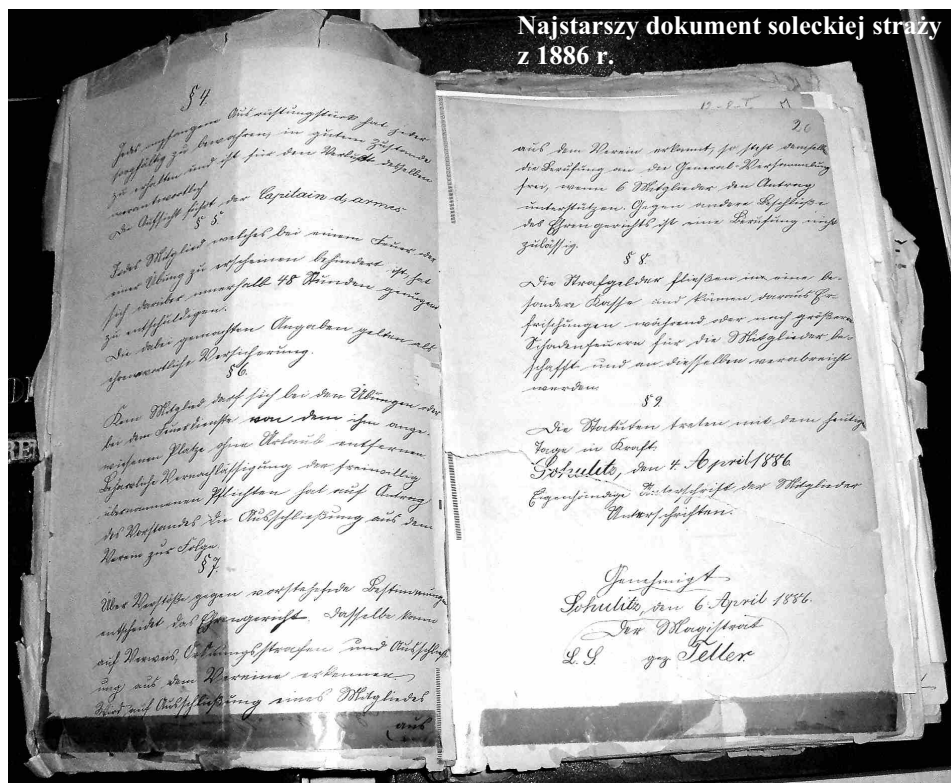 Najstarszy dokument soleckiej straży
z 1886 r.
§ 4.
Jedes empfangene Ausrüstungstück hat jeder
sorgfältig zu bewahren, in guten Zustande
zu erhalten und ist für den Verlust desselben
verantwortlich
Die Aufsicht führt der Capitain d'armes
§ 5.
Jedes Mitglied welches bei einem Feuer oder
einer Übung zu erscheinen behindert ist, hat
sich darüber innerhalb 48 Stunden genügend
zu entschuldigen.
Die dabei gemachten Angaben gelten als
ehrenwortliche Versicherung.
§ 6.
Kein Mitglied darf sich bei den Übungen oder
bei dem Feuerdienste von dem ihm ange-
wiesenen Platze ohne Urlaub entfernen
Beharrliche Vernachlässigung der freiwillig
übernommenen Pflichten hat auf Antrag
des Vorstandes die Ausschließung aus dem
Verein zur Folge.
§ 7.
Über Verstöße gegen vorstehende Bestimmungen
entscheidet das Ehrengericht. Dasselbe kann
auf Verweis, Ordnungsstrafen und Ausschließ-
ung aus dem Vereine erkennen
Wird auf Ausschließung eines Mitgliedes
aus
26
aus dem Verein erkannt, so steht demselben
die Berufung an die General-Versammlung
frei, wenn 6 Mitglieder den Antrag
unterstützen. Gegen andere Beschlüße
des Ehrengerichts ist eine Berufung nicht
zulässig.
§ 8.
Die Strafgelder fließen in eine be-
sondere Kasse und können daraus Er-
frischungen während oder nach größeren
Schadenfeuern für die Mitglieder be-
schafft und an dieselben verabreicht
werden.
§ 9.
Die Statuten treten mit dem heutigen
Tage in Kraft.
Schulitz, den 4. April 1886
Eigenhändige Unterschrift der Mitglieder
Unterschriften.
Genehmigt
Schulitz, den 6 April 1886.
Der Magistrat
L. S. gez Teller